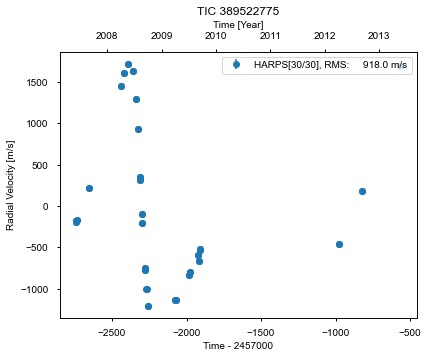 TIC 389522775
Time [Year]
2008 2009 2010 2011 2012 2013
HARPS[30/30], RMS: 918.0 m/s
Radial Velocity [m/s]
1500
1000
500
0
−500
−1000
−2500 −2000 −1500 −1000 −500
Time - 2457000